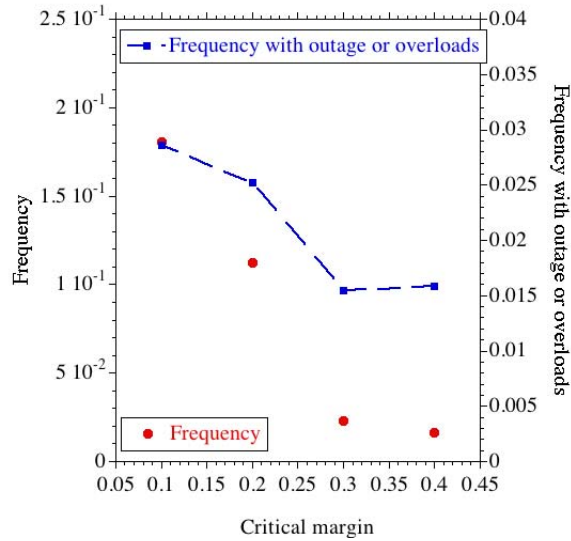 2.5 10⁻¹
2 10⁻¹
1.5 10⁻¹
1 10⁻¹
5 10⁻²
0
Frequency
Frequency with outage or overloads
Frequency
0.04
0.035
0.03
0.025
0.02
0.015
0.01
0.005
0
Frequency with outage or overloads
0.05 0.1 0.15 0.2 0.25 0.3 0.35 0.4 0.45
Critical margin